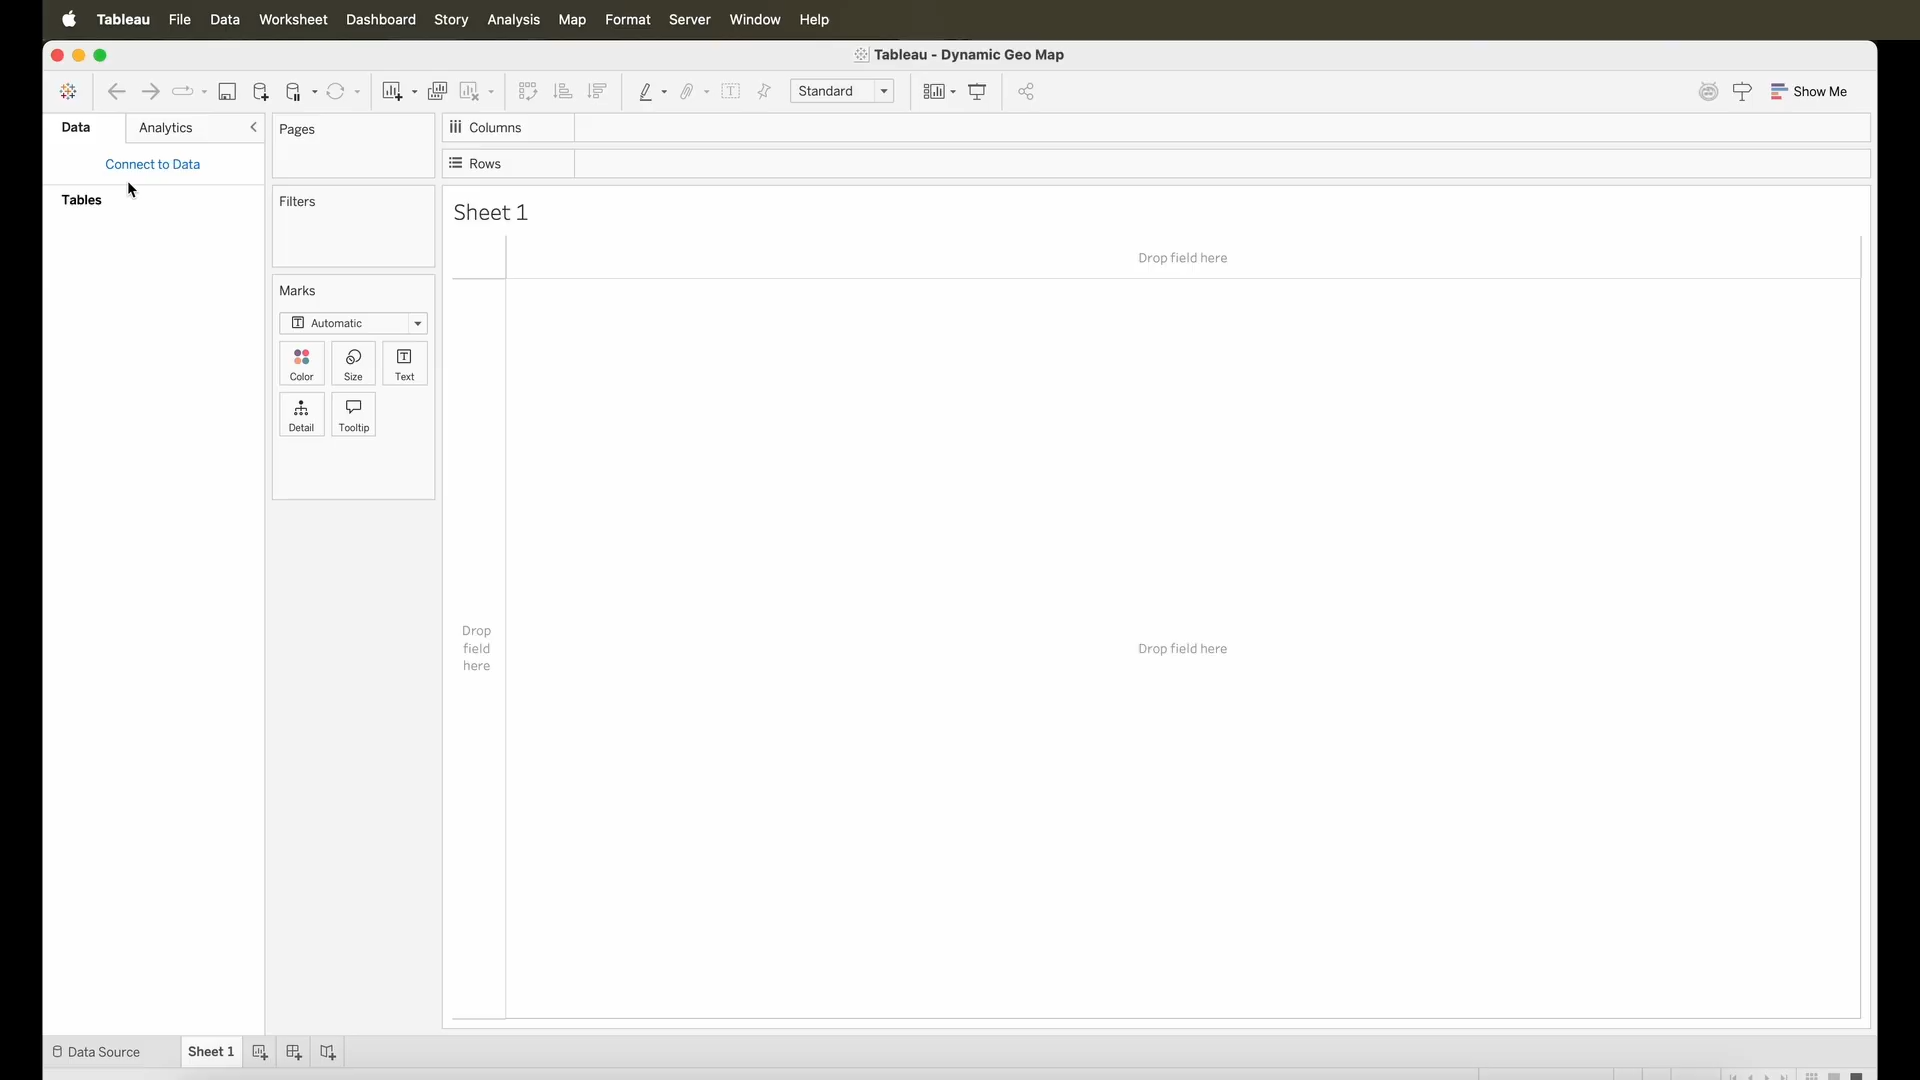 Tableau File Data Worksheet Dashboard Story Analysis Map Format Server Window Help
Tableau - Dynamic Geo Map
Standard
Show Me
Data Analytics
Connect to Data
Tables
Pages
Filters
Marks
Automatic
Color Size Text
Detail Tooltip
Columns
Rows
Sheet 1
Drop field here
Drop
field
here
Drop field here
Data Source Sheet 1